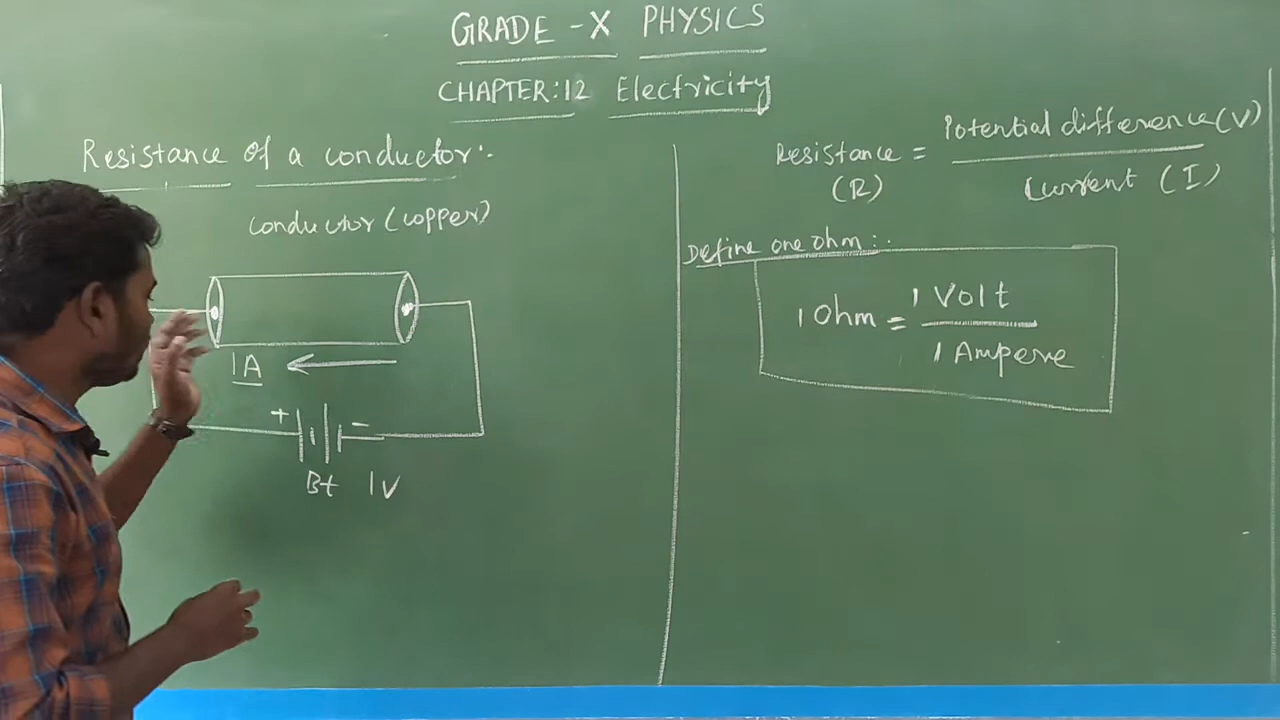 GRADE - X PHYSICS
CHAPTER:12 Electricity
Resistance of a conductor:.
conductor (copper)
1A
+ -
Bt 1V
Resistance = Potential difference (V)
(R) Current (I)
Define one ohm:.
1 Ohm = 1 Volt
1 Ampere